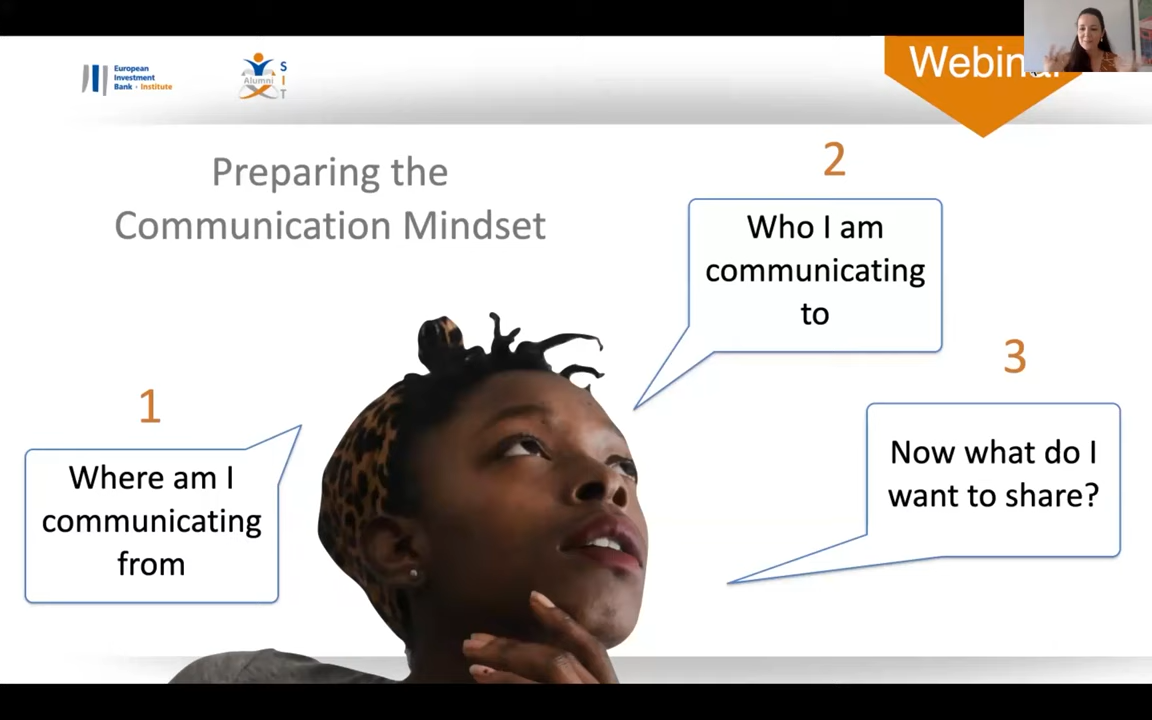 European
Investment
Bank • Institute
Alumni
S
I
T
Webinar
Preparing the
Communication Mindset
1
Where am I
communicating
from
2
Who I am
communicating
to
3
Now what do I
want to share?